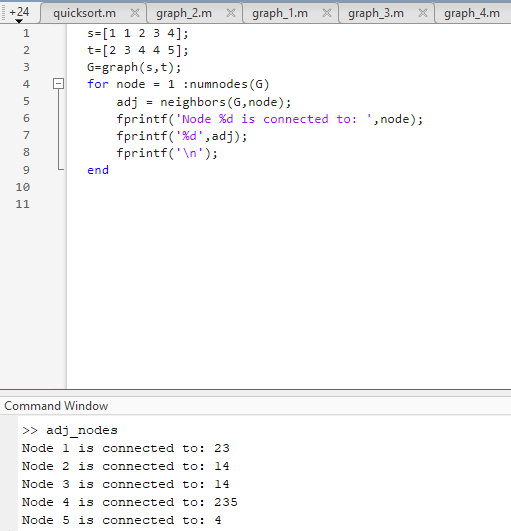 +24 quicksort.m graph_2.m graph_1.m graph_3.m graph_4.m
1 s=[1 1 2 3 4];
2 t=[2 3 4 4 5];
3 G=graph(s,t);
4 for node = 1 :numnodes(G)
5 adj = neighbors(G,node);
6 fprintf('Node %d is connected to: ',node);
7 fprintf('%d',adj);
8 fprintf('\n');
9 end
10
11
Command Window
>> adj_nodes
Node 1 is connected to: 23
Node 2 is connected to: 14
Node 3 is connected to: 14
Node 4 is connected to: 235
Node 5 is connected to: 4